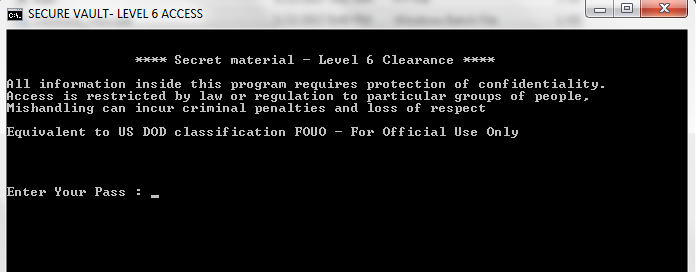 SECURE VAULT- LEVEL 6 ACCESS
**** Secret material - Level 6 Clearance ****
All information inside this program requires protection of confidentiality.
Access is restricted by law or regulation to particular groups of people,
Mishandling can incur criminal penalties and loss of respect
Equivalent to US DOD classification FOUO - For Official Use Only
Enter Your Pass : _